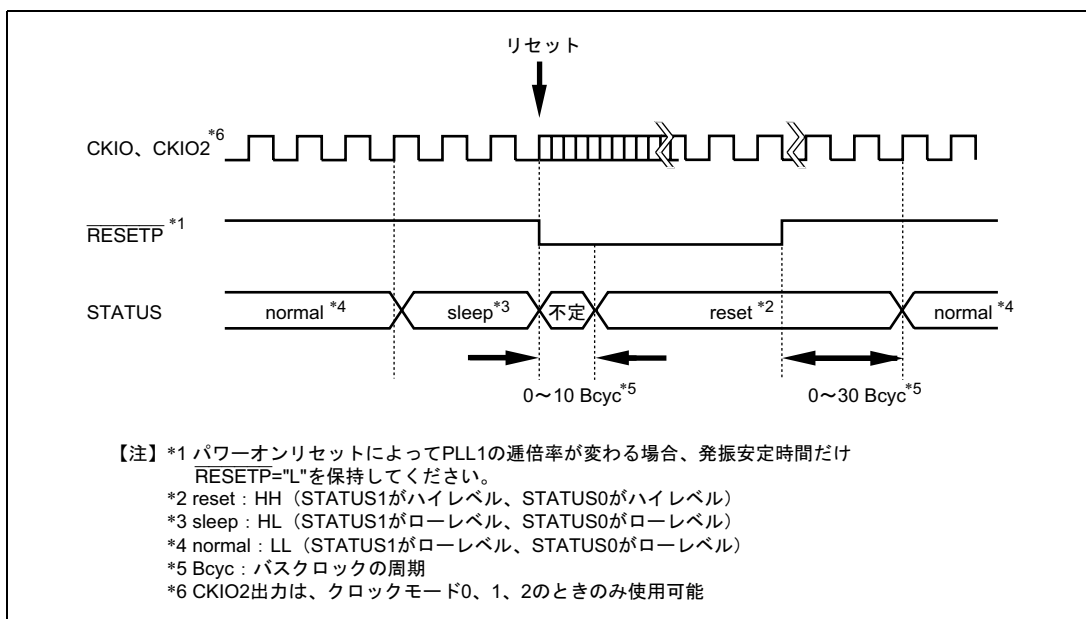 リセット
CKIO、CKIO2*6
RESETP *1
STATUS
normal *4
sleep*3
不定
reset *2
normal *4
0～10 Bcyc*5
0～30 Bcyc*5
【注】*1 パワーオンリセットによってPLL1の逓倍率が変わる場合、発振安定時間だけ
RESETP="L"を保持してください。
*2 reset：HH（STATUS1がハイレベル、STATUS0がハイレベル）
*3 sleep：HL（STATUS1がローレベル、STATUS0がローレベル）
*4 normal：LL（STATUS1がローレベル、STATUS0がローレベル）
*5 Bcyc：バスクロックの周期
*6 CKIO2出力は、クロックモード0、1、2のときのみ使用可能